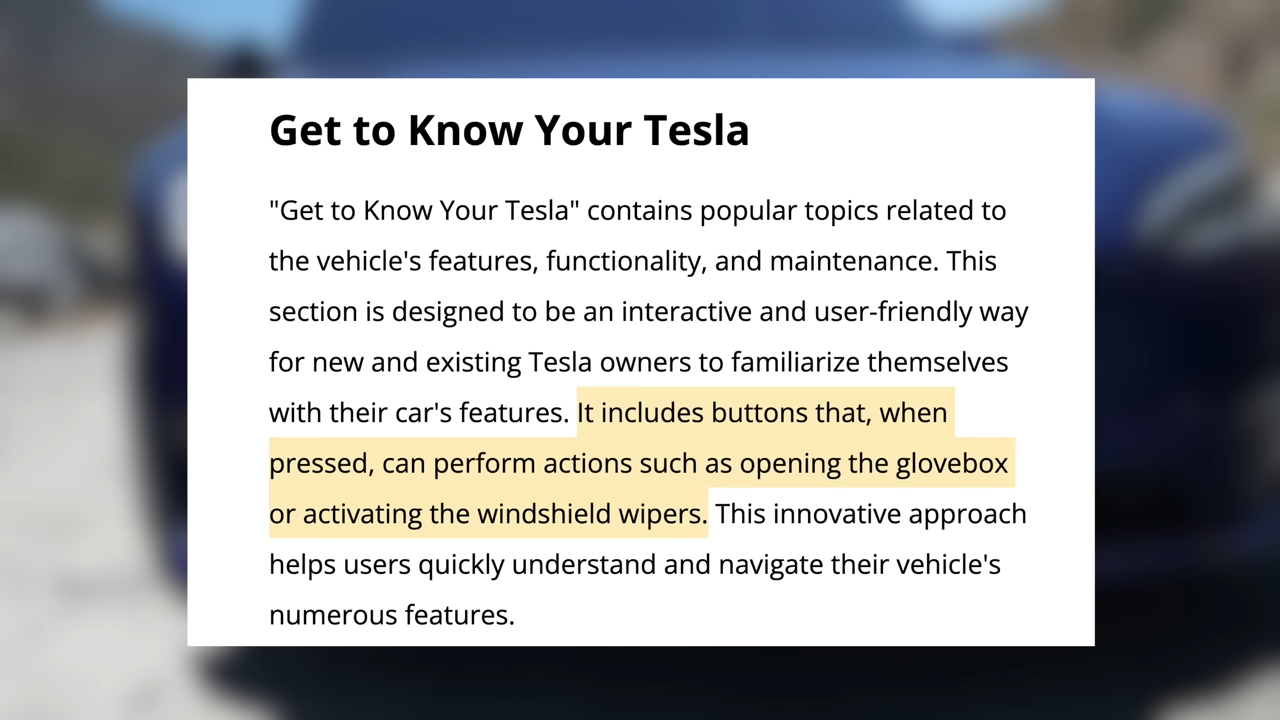 Get to Know Your Tesla
"Get to Know Your Tesla" contains popular topics related to
the vehicle's features, functionality, and maintenance. This
section is designed to be an interactive and user-friendly way
for new and existing Tesla owners to familiarize themselves
with their car's features. It includes buttons that, when
pressed, can perform actions such as opening the glovebox
or activating the windshield wipers. This innovative approach
helps users quickly understand and navigate their vehicle's
numerous features.